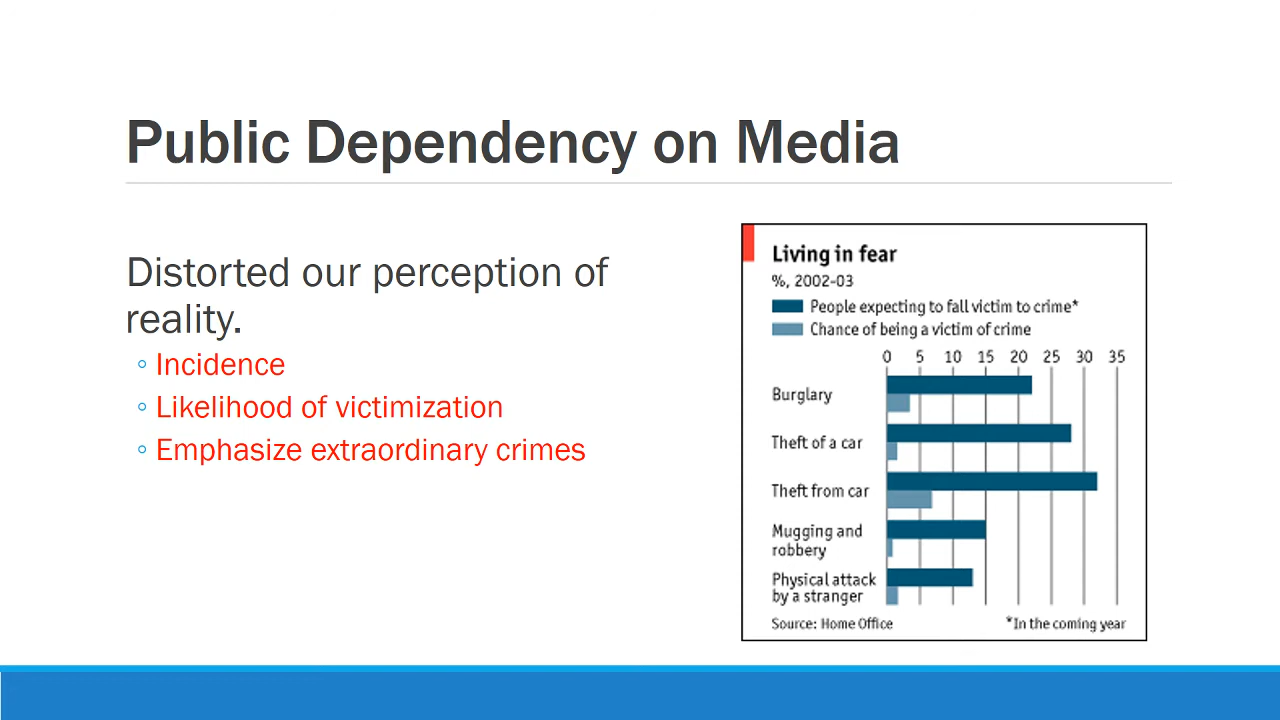 Public Dependency on Media
Distorted our perception of
reality.
Incidence
Likelihood of victimization
Emphasize extraordinary crimes
Living in fear
%, 2002-03
People expecting to fall victim to crime*
Chance of being a victim of crime
0 5 10 15 20 25 30 35
Burglary
Theft of a car
Theft from car
Mugging and
robbery
Physical attack
by a stranger
Source: Home Office *In the coming year